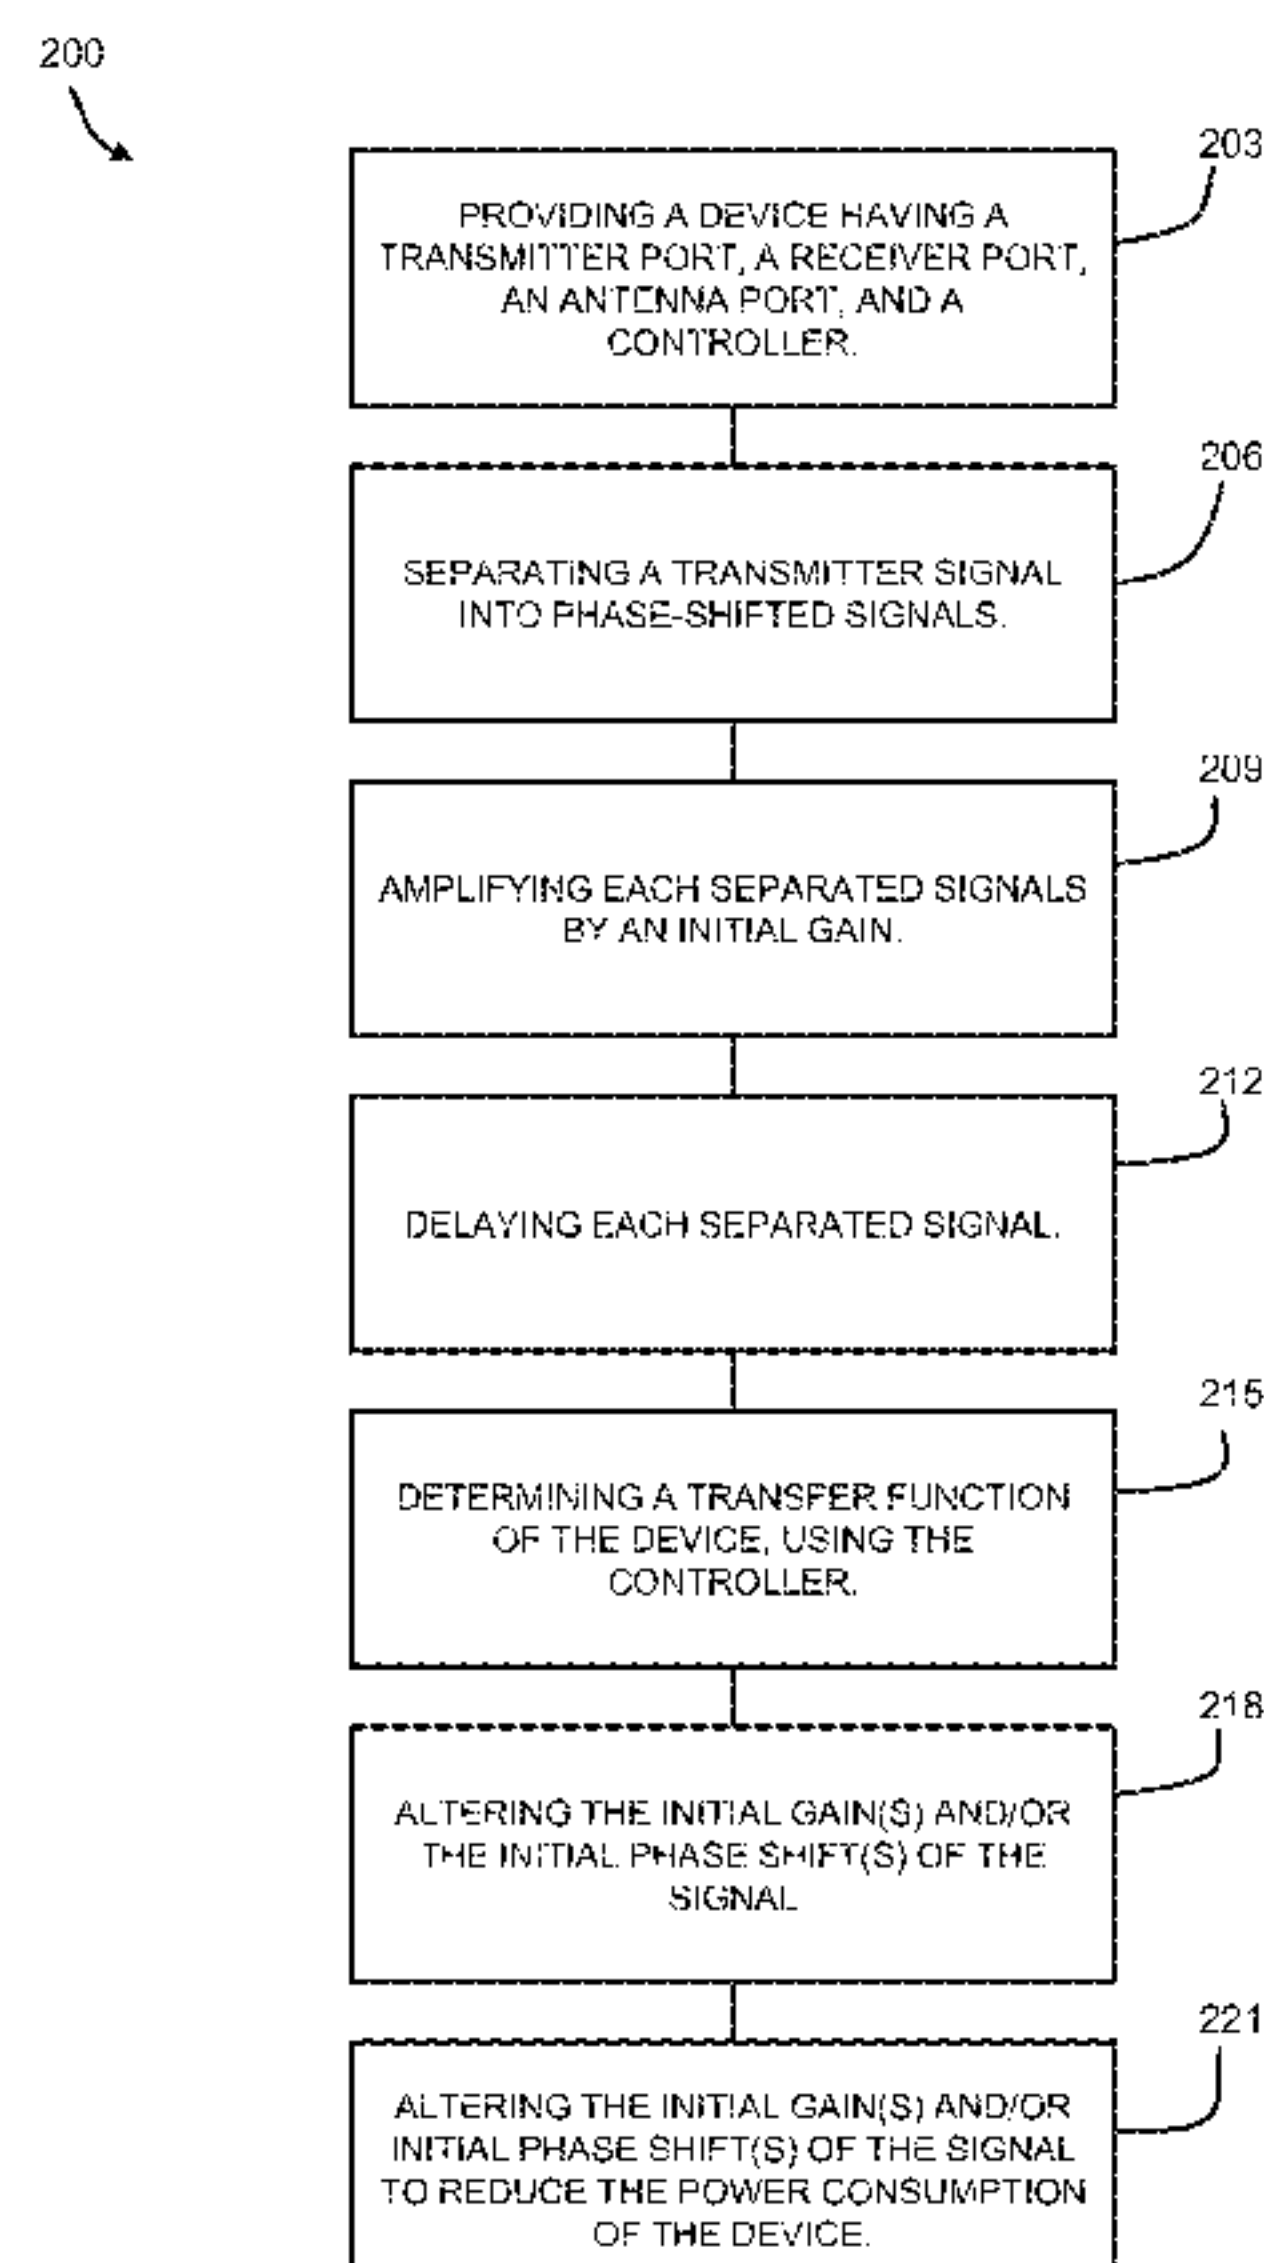 200
203
PROVIDING A DEVICE HAVING A
TRANSMITTER PORT, A RECEIVER PORT,
AN ANTENNA PORT, AND A
CONTROLLER.
206
SEPARATING A TRANSMITTER SIGNAL
INTO PHASE-SHIFTED SIGNALS.
209
AMPLIFYING EACH SEPARATED SIGNALS
BY AN INITIAL GAIN.
212
DELAYING EACH SEPARATED SIGNAL.
215
DETERMINING A TRANSFER FUNCTION
OF THE DEVICE, USING THE
CONTROLLER.
218
ALTERING THE INITIAL GAIN(S) AND/OR
THE INITIAL PHASE SHIFT(S) OF THE
SIGNAL
221
ALTERING THE INITIAL GAIN(S) AND/OR
INITIAL PHASE SHIFT(S) OF THE SIGNAL
TO REDUCE THE POWER CONSUMPTION
OF THE DEVICE.